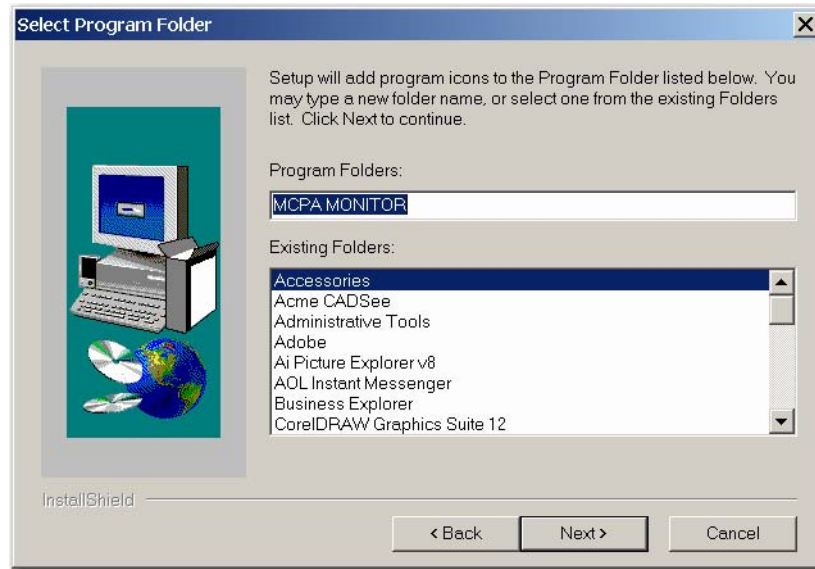 Select Program Folder
Setup will add program icons to the Program Folder listed below. You
may type a new folder name, or select one from the existing Folders
list. Click Next to continue.
Program Folders:
MCPA MONITOR
Existing Folders:
Accessories
Acme CADSee
Administrative Tools
Adobe
Ai Picture Explorer v8
AOL Instant Messenger
Business Explorer
CorelDRAW Graphics Suite 12
InstallShield
< Back
Next >
Cancel